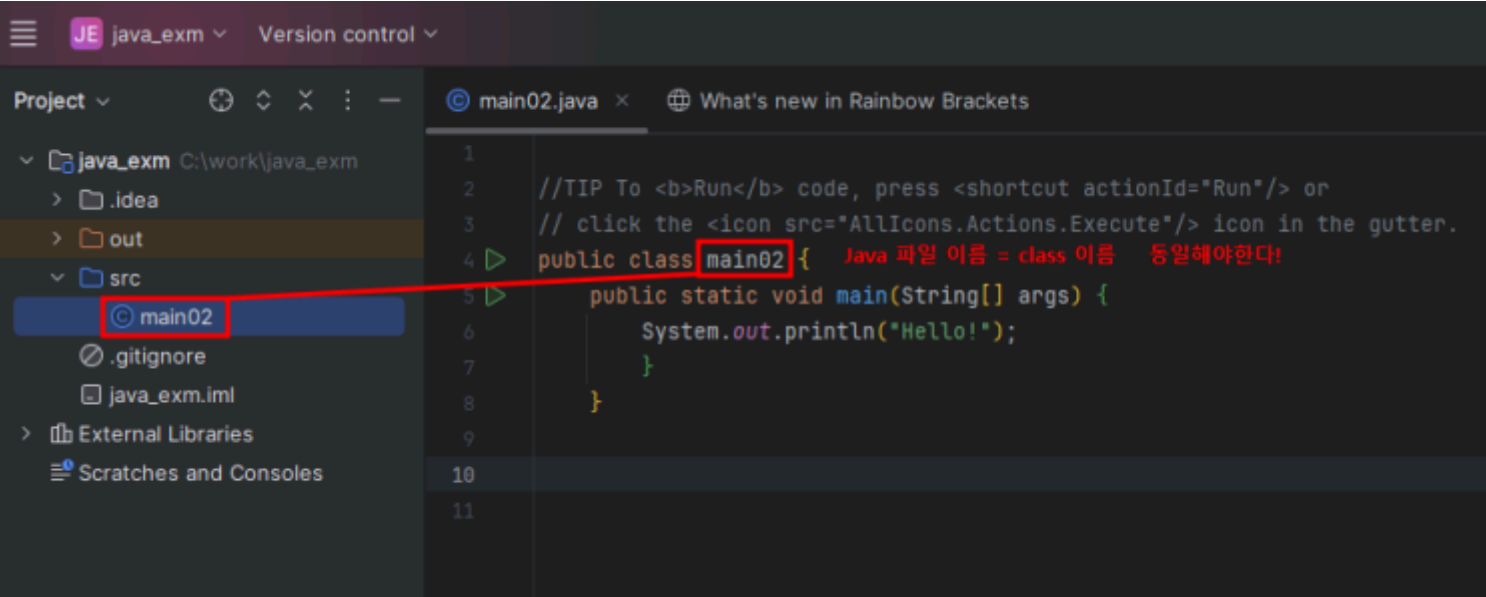 JE java_exm Version control
Project
java_exm C:\work\java_exm
.idea
out
src
main02
.gitignore
java_exm.iml
External Libraries
Scratches and Consoles
main02.java What's new in Rainbow Brackets
1
2 //TIP To <b>Run</b> code, press <shortcut actionId="Run"/> or
3 // click the <icon src="AllIcons.Actions.Execute"/> icon in the gutter.
4 public class main02 { Java 파일 이름 = class 이름 동일해야한다!
5 public static void main(String[] args) {
6 System.out.println("Hello!");
7 }
8 }
9
10
11